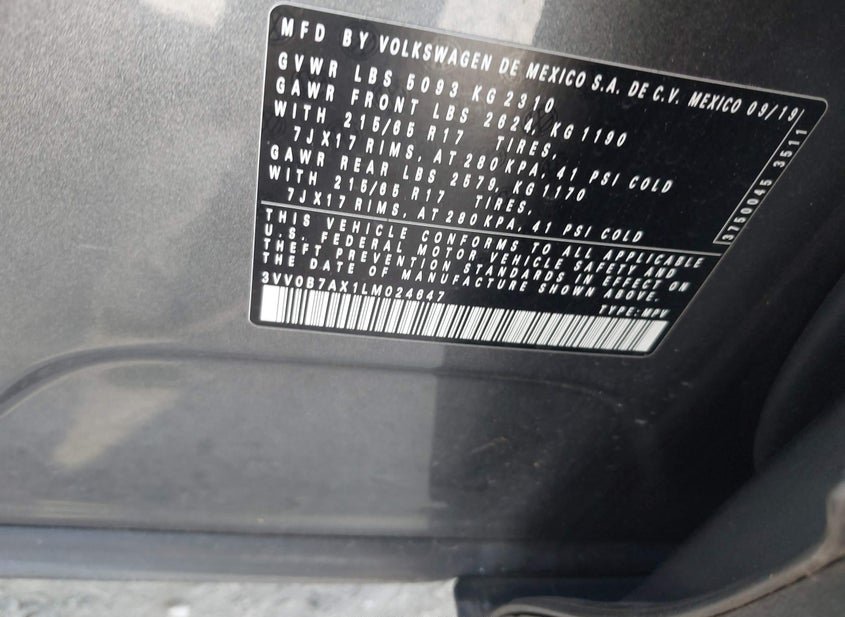 MFD BY VOLKSWAGEN DE MEXICO S.A. DE C.V. MEXICO 09/19
GVWR LBS 5093 KG 2310
GAWR FRONT LBS 2624, KG 1190
WITH 215/65 R17 TIRES,
7JX17 RIMS, AT 280 KPA, 41 PSI COLD
GAWR REAR LBS 2579, KG 1170
WITH 215/65 R17 TIRES,
7JX17 RIMS, AT 280 KPA, 41 PSI COLD
3750045 3511
THIS VEHICLE CONFORMS TO ALL APPLICABLE
U.S. FEDERAL MOTOR VEHICLE SAFETY AND
THEFT PREVENTION STANDARDS IN EFFECT ON
THE DATE OF MANUFACTURE SHOWN ABOVE.
3VV0B7AX1LM024647
TYPE: MPV